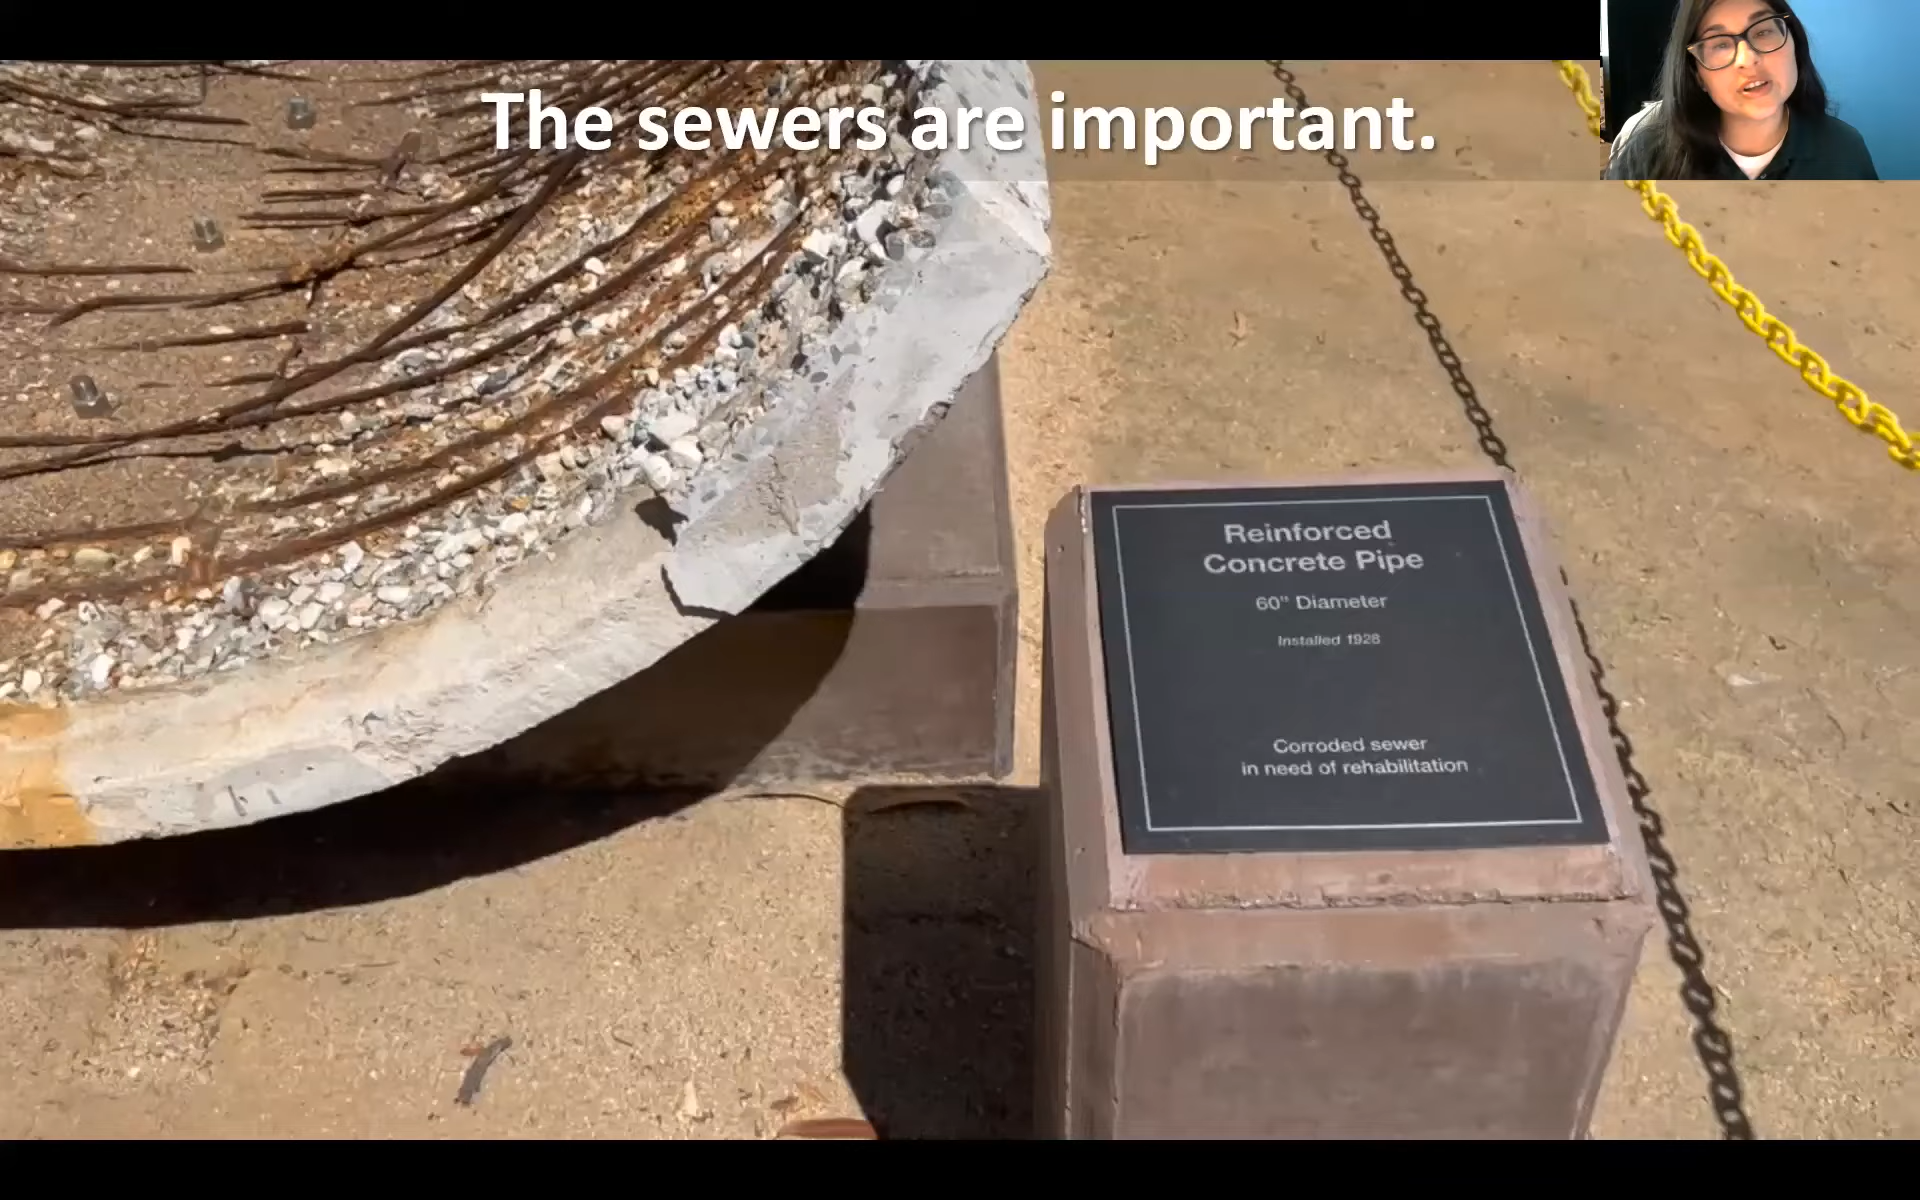 The sewers are important.
Reinforced
Concrete Pipe
60" Diameter
Installed 1928
Corroded sewer
in need of rehabilitation